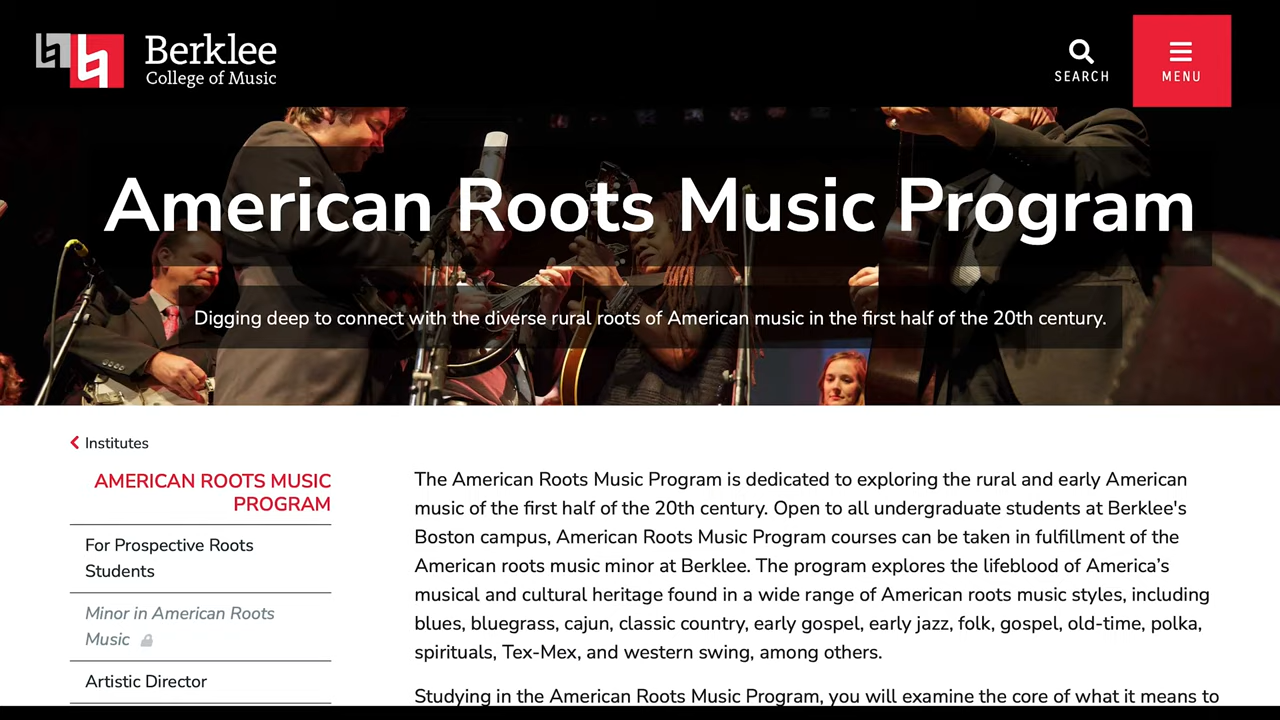 Berklee
College of Music
SEARCH
MENU
American Roots Music Program
Digging deep to connect with the diverse rural roots of American music in the first half of the 20th century.
Institutes
AMERICAN ROOTS MUSIC
PROGRAM
For Prospective Roots
Students
Minor in American Roots
Music
Artistic Director
The American Roots Music Program is dedicated to exploring the rural and early American
music of the first half of the 20th century. Open to all undergraduate students at Berklee's
Boston campus, American Roots Music Program courses can be taken in fulfillment of the
American roots music minor at Berklee. The program explores the lifeblood of America’s
musical and cultural heritage found in a wide range of American roots music styles, including
blues, bluegrass, cajun, classic country, early gospel, early jazz, folk, gospel, old-time, polka,
spirituals, Tex-Mex, and western swing, among others.
Studying in the American Roots Music Program, you will examine the core of what it means to